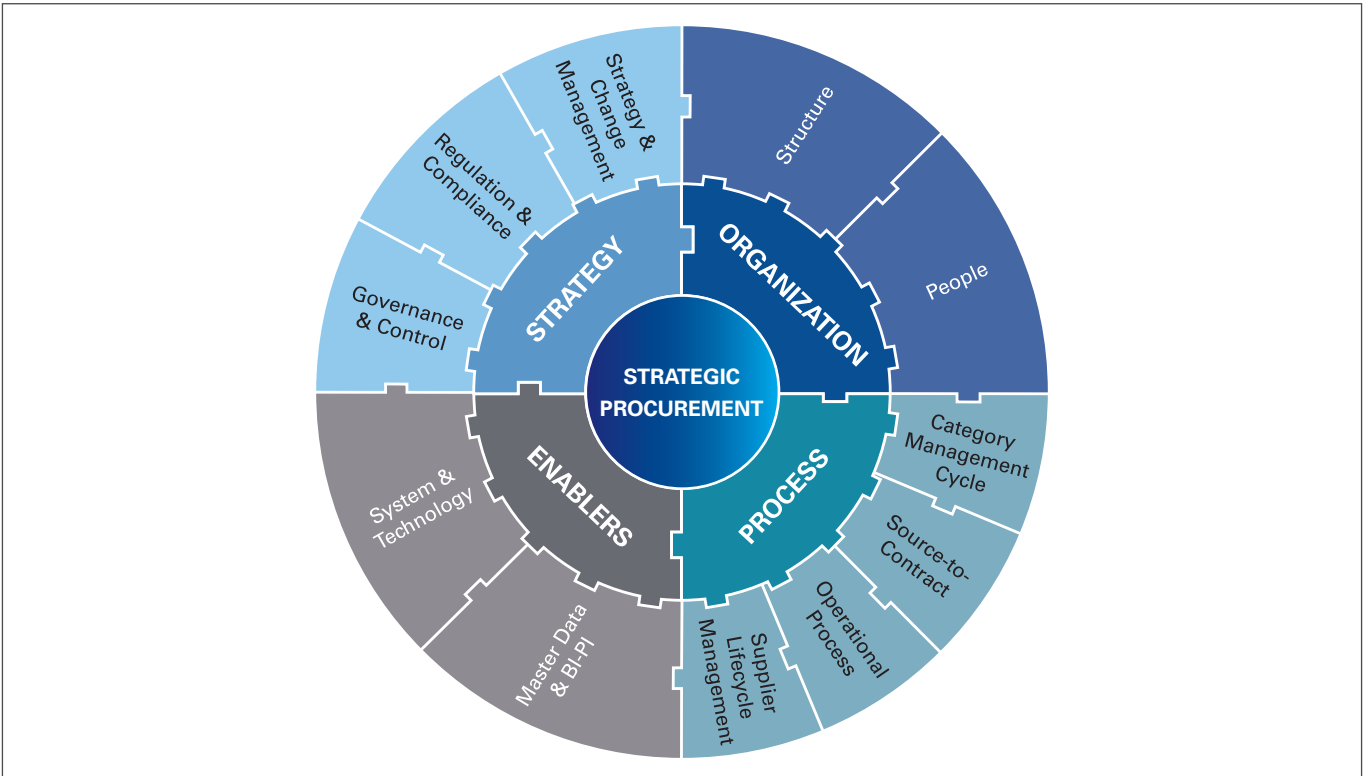 STRATEGIC
PROCUREMENT
STRATEGY
Governance
& Control
Regulation &
Compliance
Strategy &
Change
Management
ORGANIZATION
Structure
People
PROCESS
Category
Management
Cycle
Source-to-
Contract
Operational
Process
Supplier
Lifecycle
Management
ENABLERS
Master Data
& BI-PI
System &
Technology